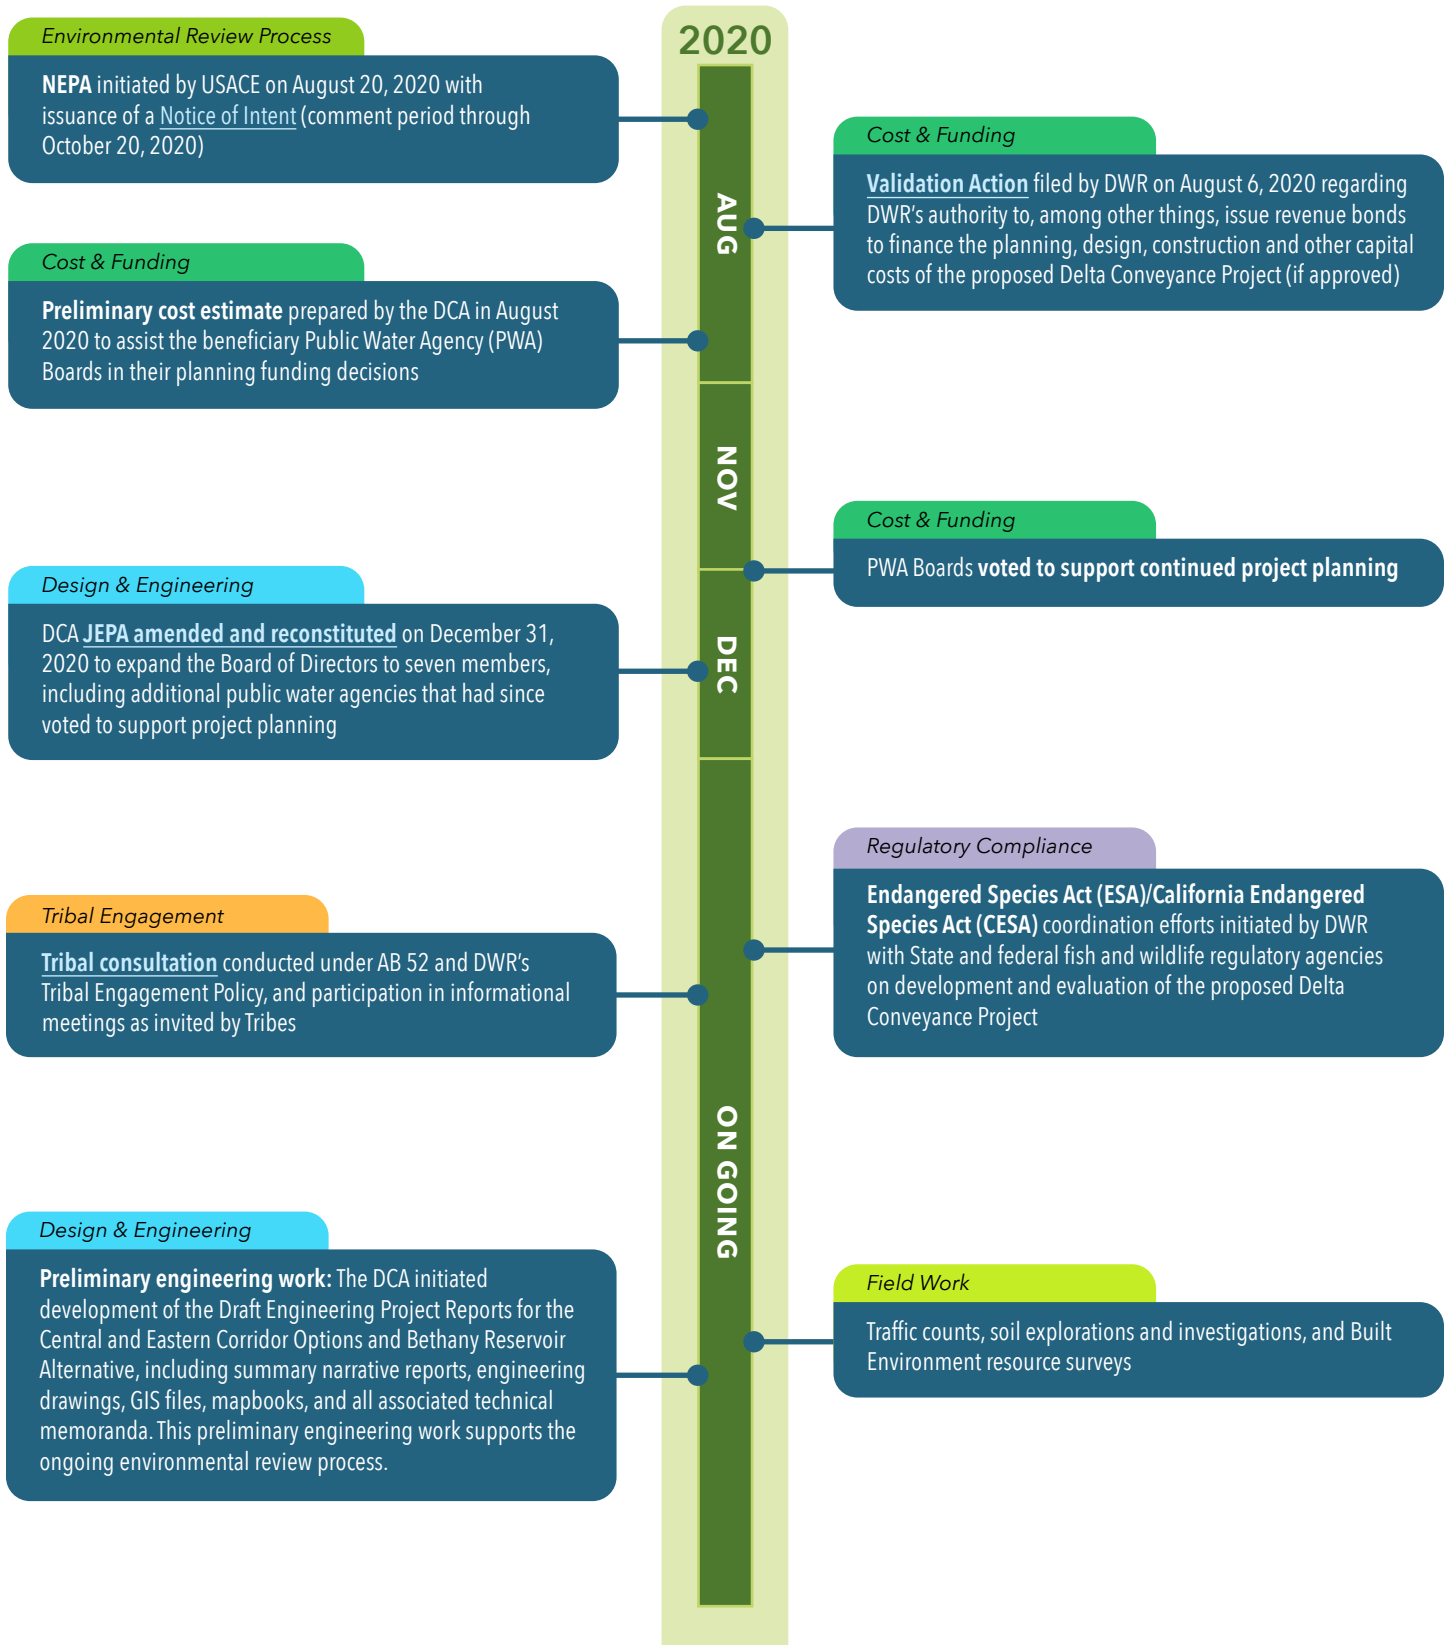 2020
Environmental Review Process
NEPA initiated by USACE on August 20, 2020 with
issuance of a Notice of Intent (comment period through
October 20, 2020)
AUG
Cost & Funding
Validation Action filed by DWR on August 6, 2020 regarding
DWR's authority to, among other things, issue revenue bonds
to finance the planning, design, construction and other capital
costs of the proposed Delta Conveyance Project (if approved)
Cost & Funding
Preliminary cost estimate prepared by the DCA in August
2020 to assist the beneficiary Public Water Agency (PWA)
Boards in their planning funding decisions
NOV
Cost & Funding
PWA Boards voted to support continued project planning
DEC
Design & Engineering
DCA JEPA amended and reconstituted on December 31,
2020 to expand the Board of Directors to seven members,
including additional public water agencies that had since
voted to support project planning
ON GOING
Regulatory Compliance
Endangered Species Act (ESA)/California Endangered
Species Act (CESA) coordination efforts initiated by DWR
with State and federal fish and wildlife regulatory agencies
on development and evaluation of the proposed Delta
Conveyance Project
Tribal Engagement
Tribal consultation conducted under AB 52 and DWR's
Tribal Engagement Policy, and participation in informational
meetings as invited by Tribes
Design & Engineering
Preliminary engineering work: The DCA initiated
development of the Draft Engineering Project Reports for the
Central and Eastern Corridor Options and Bethany Reservoir
Alternative, including summary narrative reports, engineering
drawings, GIS files, mapbooks, and all associated technical
memoranda. This preliminary engineering work supports the
ongoing environmental review process.
Field Work
Traffic counts, soil explorations and investigations, and Built
Environment resource surveys